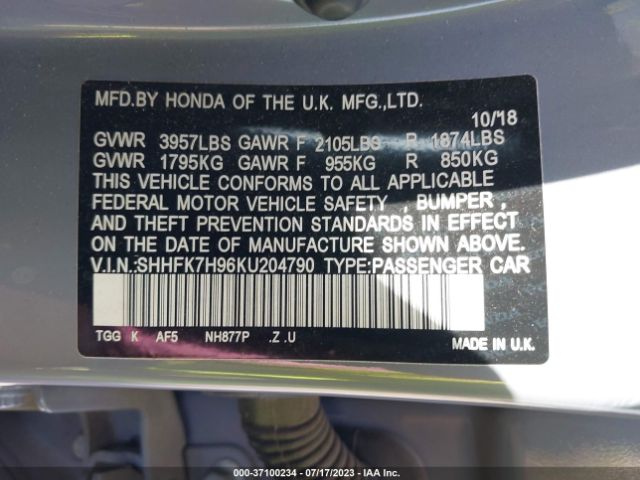 MFD.BY HONDA OF THE U.K. MFG.,LTD.
10/18
GVWR 3957LBS GAWR F 2105LBS R 1874LBS
GVWR 1795KG GAWR F 955KG R 850KG
THIS VEHICLE CONFORMS TO ALL APPLICABLE
FEDERAL MOTOR VEHICLE SAFETY , BUMPER ,
AND THEFT PREVENTION STANDARDS IN EFFECT
ON THE DATE OF MANUFACTURE SHOWN ABOVE.
V.I.N.:SHHFK7H96KU204790 TYPE:PASSENGER CAR
TGG K AF5 NH877P .Z .U
MADE IN U.K.
000-37100234 - 07/17/2023 - IAA Inc.